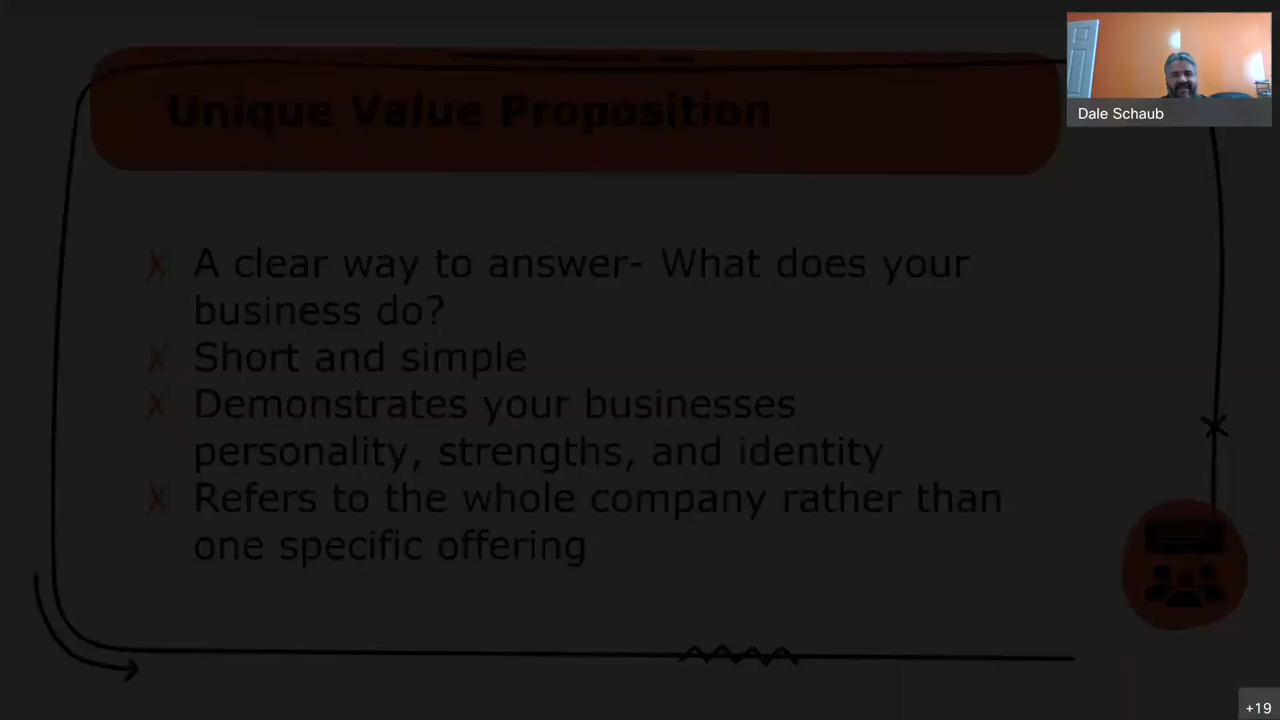 Unique Value Proposition
Dale Schaub
X A clear way to answer- What does your
business do?
X Short and simple
X Demonstrates your businesses
personality, strengths, and identity
X Refers to the whole company rather than
one specific offering
+19